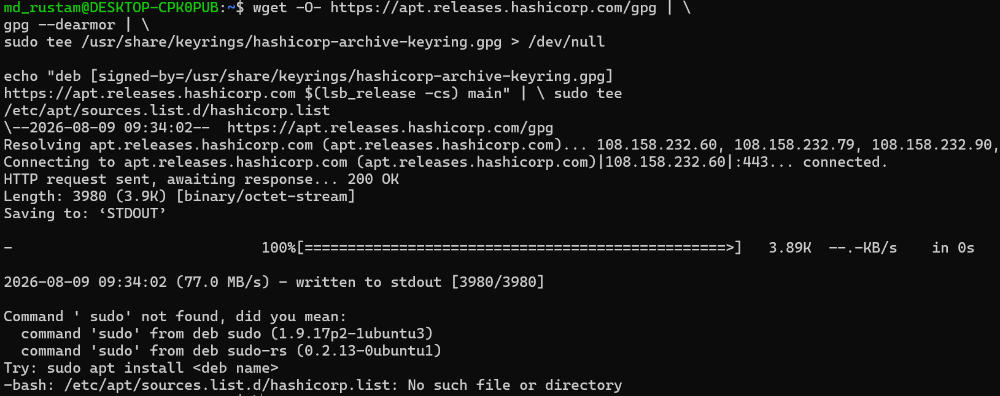 md_rustam@DESKTOP-CPK0PUB:~$ wget -O- https://apt.releases.hashicorp.com/gpg | \
gpg --dearmor | \
sudo tee /usr/share/keyrings/hashicorp-archive-keyring.gpg > /dev/null
echo "deb [signed-by=/usr/share/keyrings/hashicorp-archive-keyring.gpg]
https://apt.releases.hashicorp.com $(lsb_release -cs) main" | \ sudo tee
/etc/apt/sources.list.d/hashicorp.list
\--2026-08-09 09:34:02--  https://apt.releases.hashicorp.com/gpg
Resolving apt.releases.hashicorp.com (apt.releases.hashicorp.com)... 108.158.232.60, 108.158.232.79, 108.158.232.90,
Connecting to apt.releases.hashicorp.com (apt.releases.hashicorp.com)|108.158.232.60|:443... connected.
HTTP request sent, awaiting response... 200 OK
Length: 3980 (3.9K) [binary/octet-stream]
Saving to: ‘STDOUT’
-                             100%[=================================================>]   3.89K  --.-KB/s    in 0s
2026-08-09 09:34:02 (77.0 MB/s) - written to stdout [3980/3980]
Command ' sudo' not found, did you mean:
  command 'sudo' from deb sudo (1.9.17p2-1ubuntu3)
  command 'sudo' from deb sudo-rs (0.2.13-0ubuntu1)
Try: sudo apt install <deb name>
-bash: /etc/apt/sources.list.d/hashicorp.list: No such file or directory